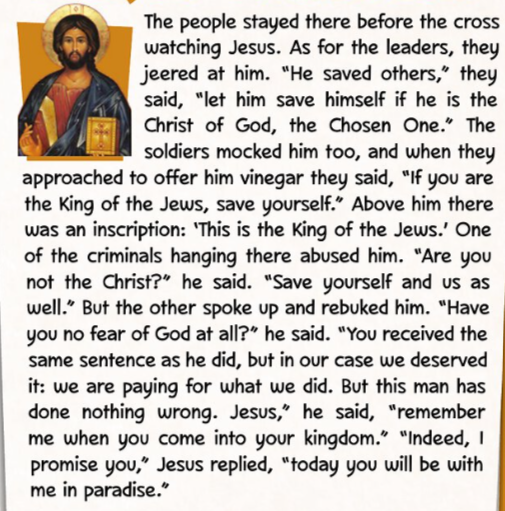 The people stayed there before the cross
watching Jesus. As for the leaders, they
jeered at him. “He saved others,” they
said, “let him save himself if he is the
Christ of God, the Chosen One.” The
soldiers mocked him too, and when they
approached to offer him vinegar they said, “If you are
the King of the Jews, save yourself.” Above him there
was an inscription: ‘This is the King of the Jews.’ One
of the criminals hanging there abused him. “Are you
not the Christ?” he said. “Save yourself and us as
well.” But the other spoke up and rebuked him. “Have
you no fear of God at all?” he said. “You received the
same sentence as he did, but in our case we deserved
it: we are paying for what we did. But this man has
done nothing wrong. Jesus,” he said, “remember
me when you come into your kingdom.” “Indeed, I
promise you,” Jesus replied, “today you will be with
me in paradise.”